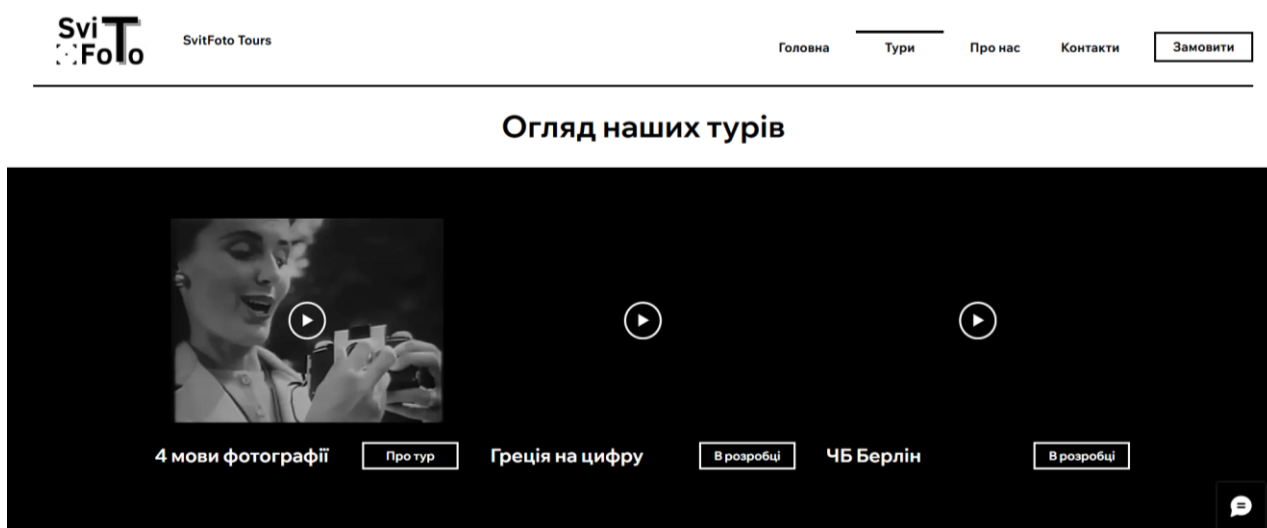 Svi T
Foto
SvitFoto Tours
Головна
Тури
Про нас
Контакти
Замовити
Огляд наших турів
4 мови фотографії
Про тур
Греція на цифру
В розробці
ЧБ Берлін
В розробці